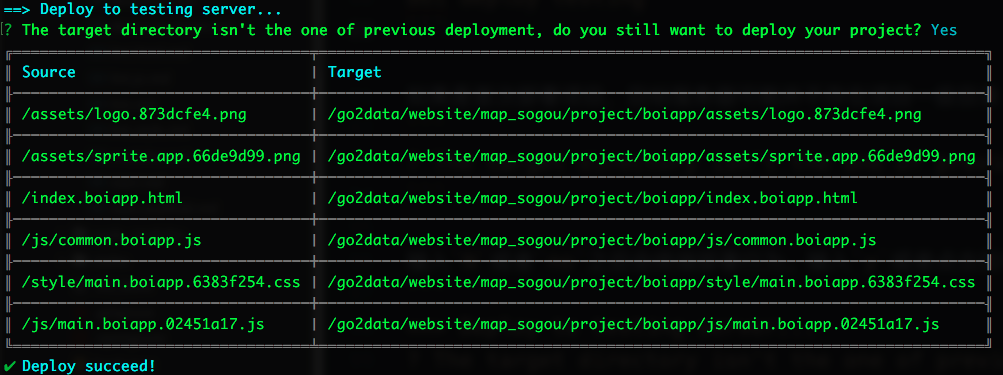 ==> Deploy to testing server...
? The target directory isn't the one of previous deployment, do you still want to deploy your project? Yes
Source | Target
/assets/logo.873dcfe4.png | /go2data/website/map_sogou/project/boiapp/assets/logo.873dcfe4.png
/assets/sprite.app.66de9d99.png | /go2data/website/map_sogou/project/boiapp/assets/sprite.app.66de9d99.png
/index.boiapp.html | /go2data/website/map_sogou/project/boiapp/index.boiapp.html
/js/common.boiapp.js | /go2data/website/map_sogou/project/boiapp/js/common.boiapp.js
/style/main.boiapp.6383f254.css | /go2data/website/map_sogou/project/boiapp/style/main.boiapp.6383f254.css
/js/main.boiapp.02451a17.js | /go2data/website/map_sogou/project/boiapp/js/main.boiapp.02451a17.js
✔ Deploy succeed!